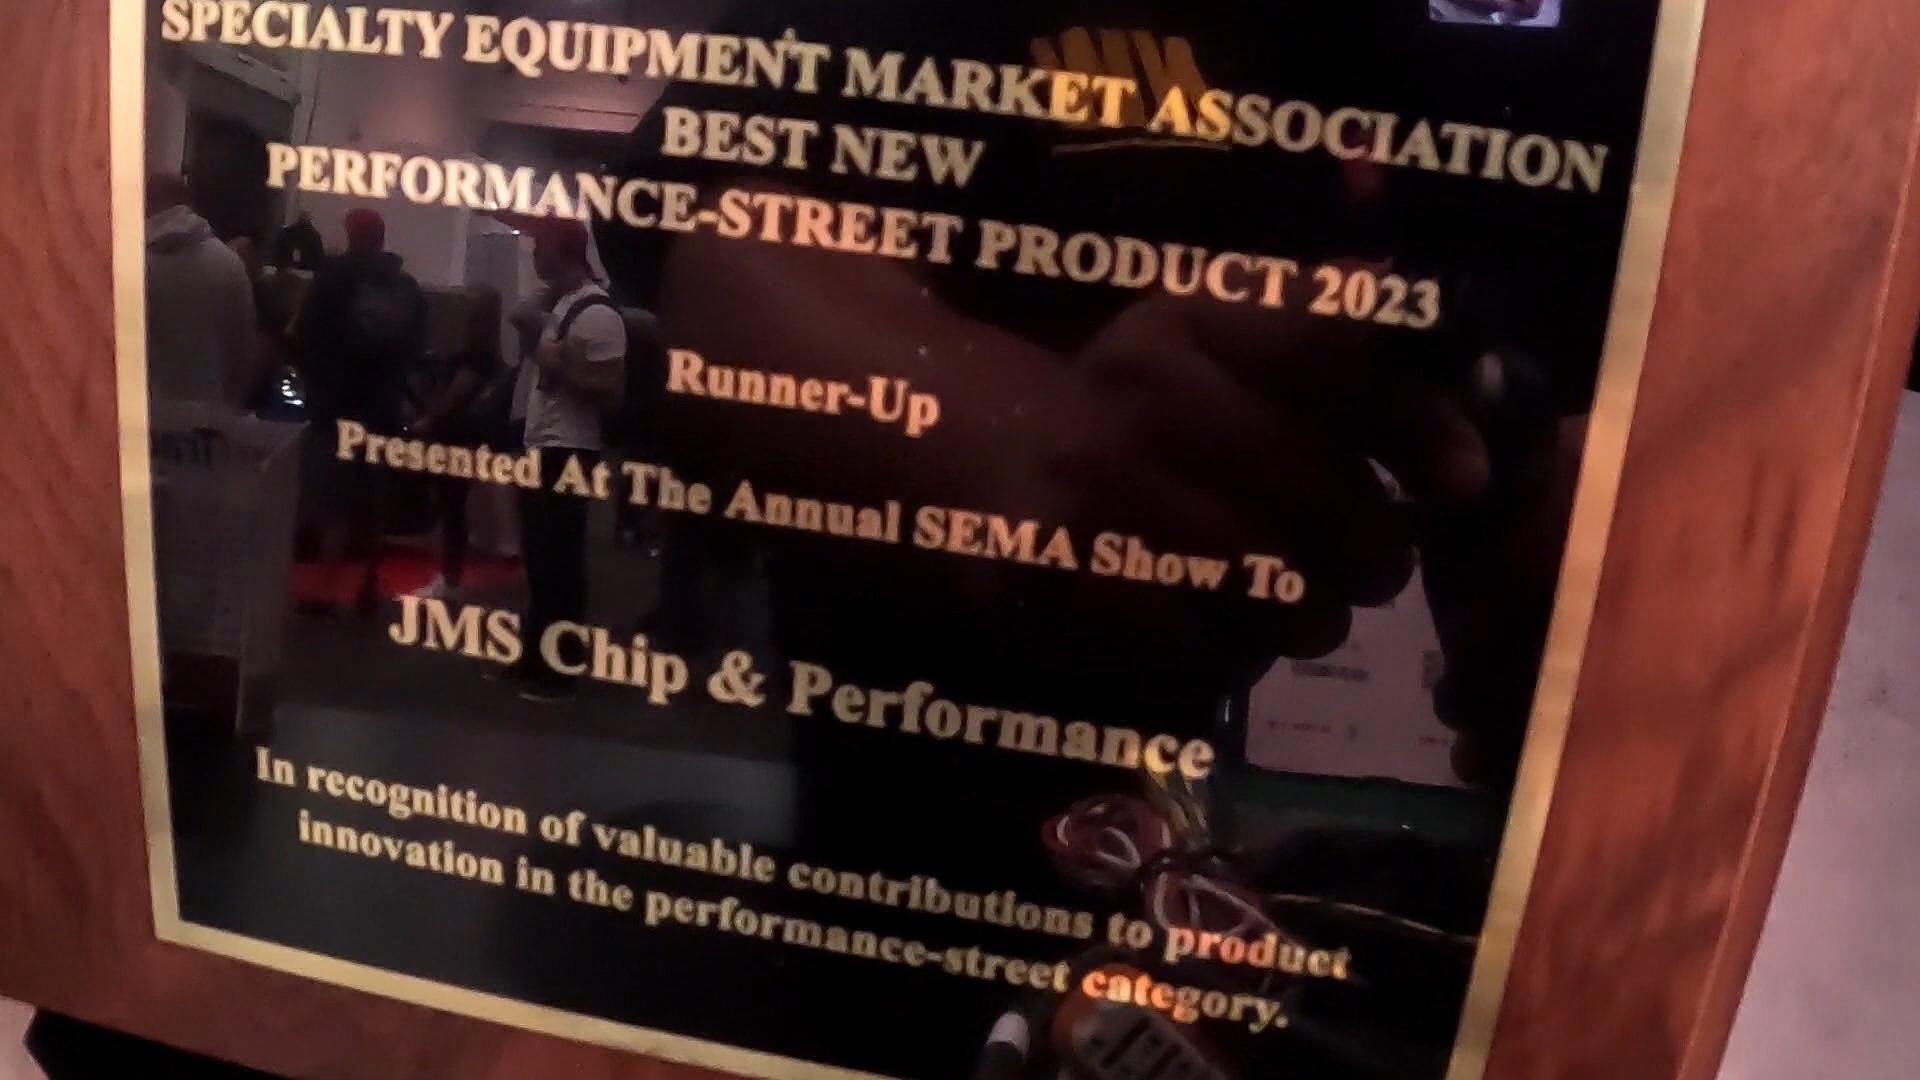 SPECIALTY EQUIPMENT MARKET ASSOCIATION
BEST NEW
PERFORMANCE-STREET PRODUCT 2023
Runner-Up
Presented At The Annual SEMA Show To
JMS Chip & Performance
In recognition of valuable contributions to product
innovation in the performance-street category.